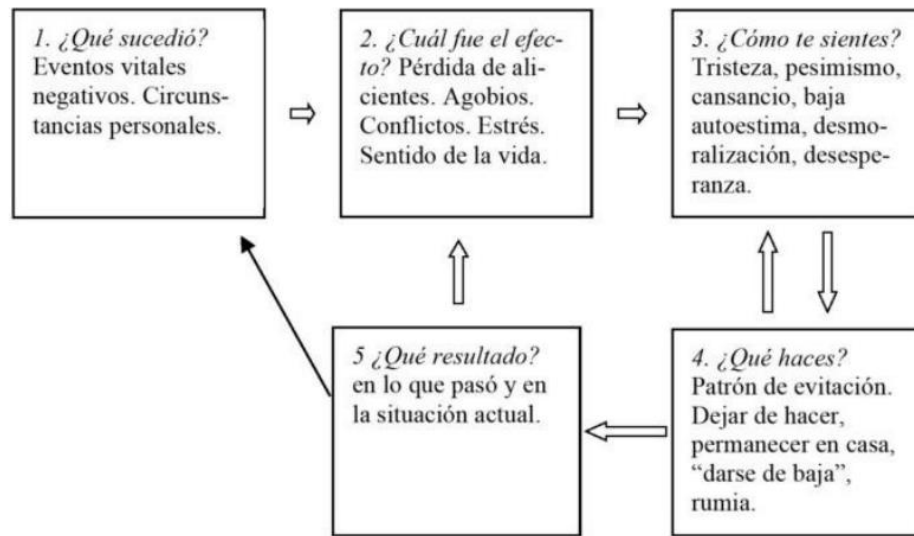 1. ¿Qué sucedió?
Eventos vitales
negativos. Circuns-
tancias personales.
2. ¿Cuál fue el efec-
to? Pérdida de ali-
cientes. Agobios.
Conflictos. Estrés.
Sentido de la vida.
3. ¿Cómo te sientes?
Tristeza, pesimismo,
cansancio, baja
autoestima, desmo-
ralización, desespe-
ranza.
4. ¿Qué haces?
Patrón de evitación.
Dejar de hacer,
permanecer en casa,
“darse de baja”,
rumia.
5 ¿Qué resultado?
en lo que pasó y en
la situación actual.